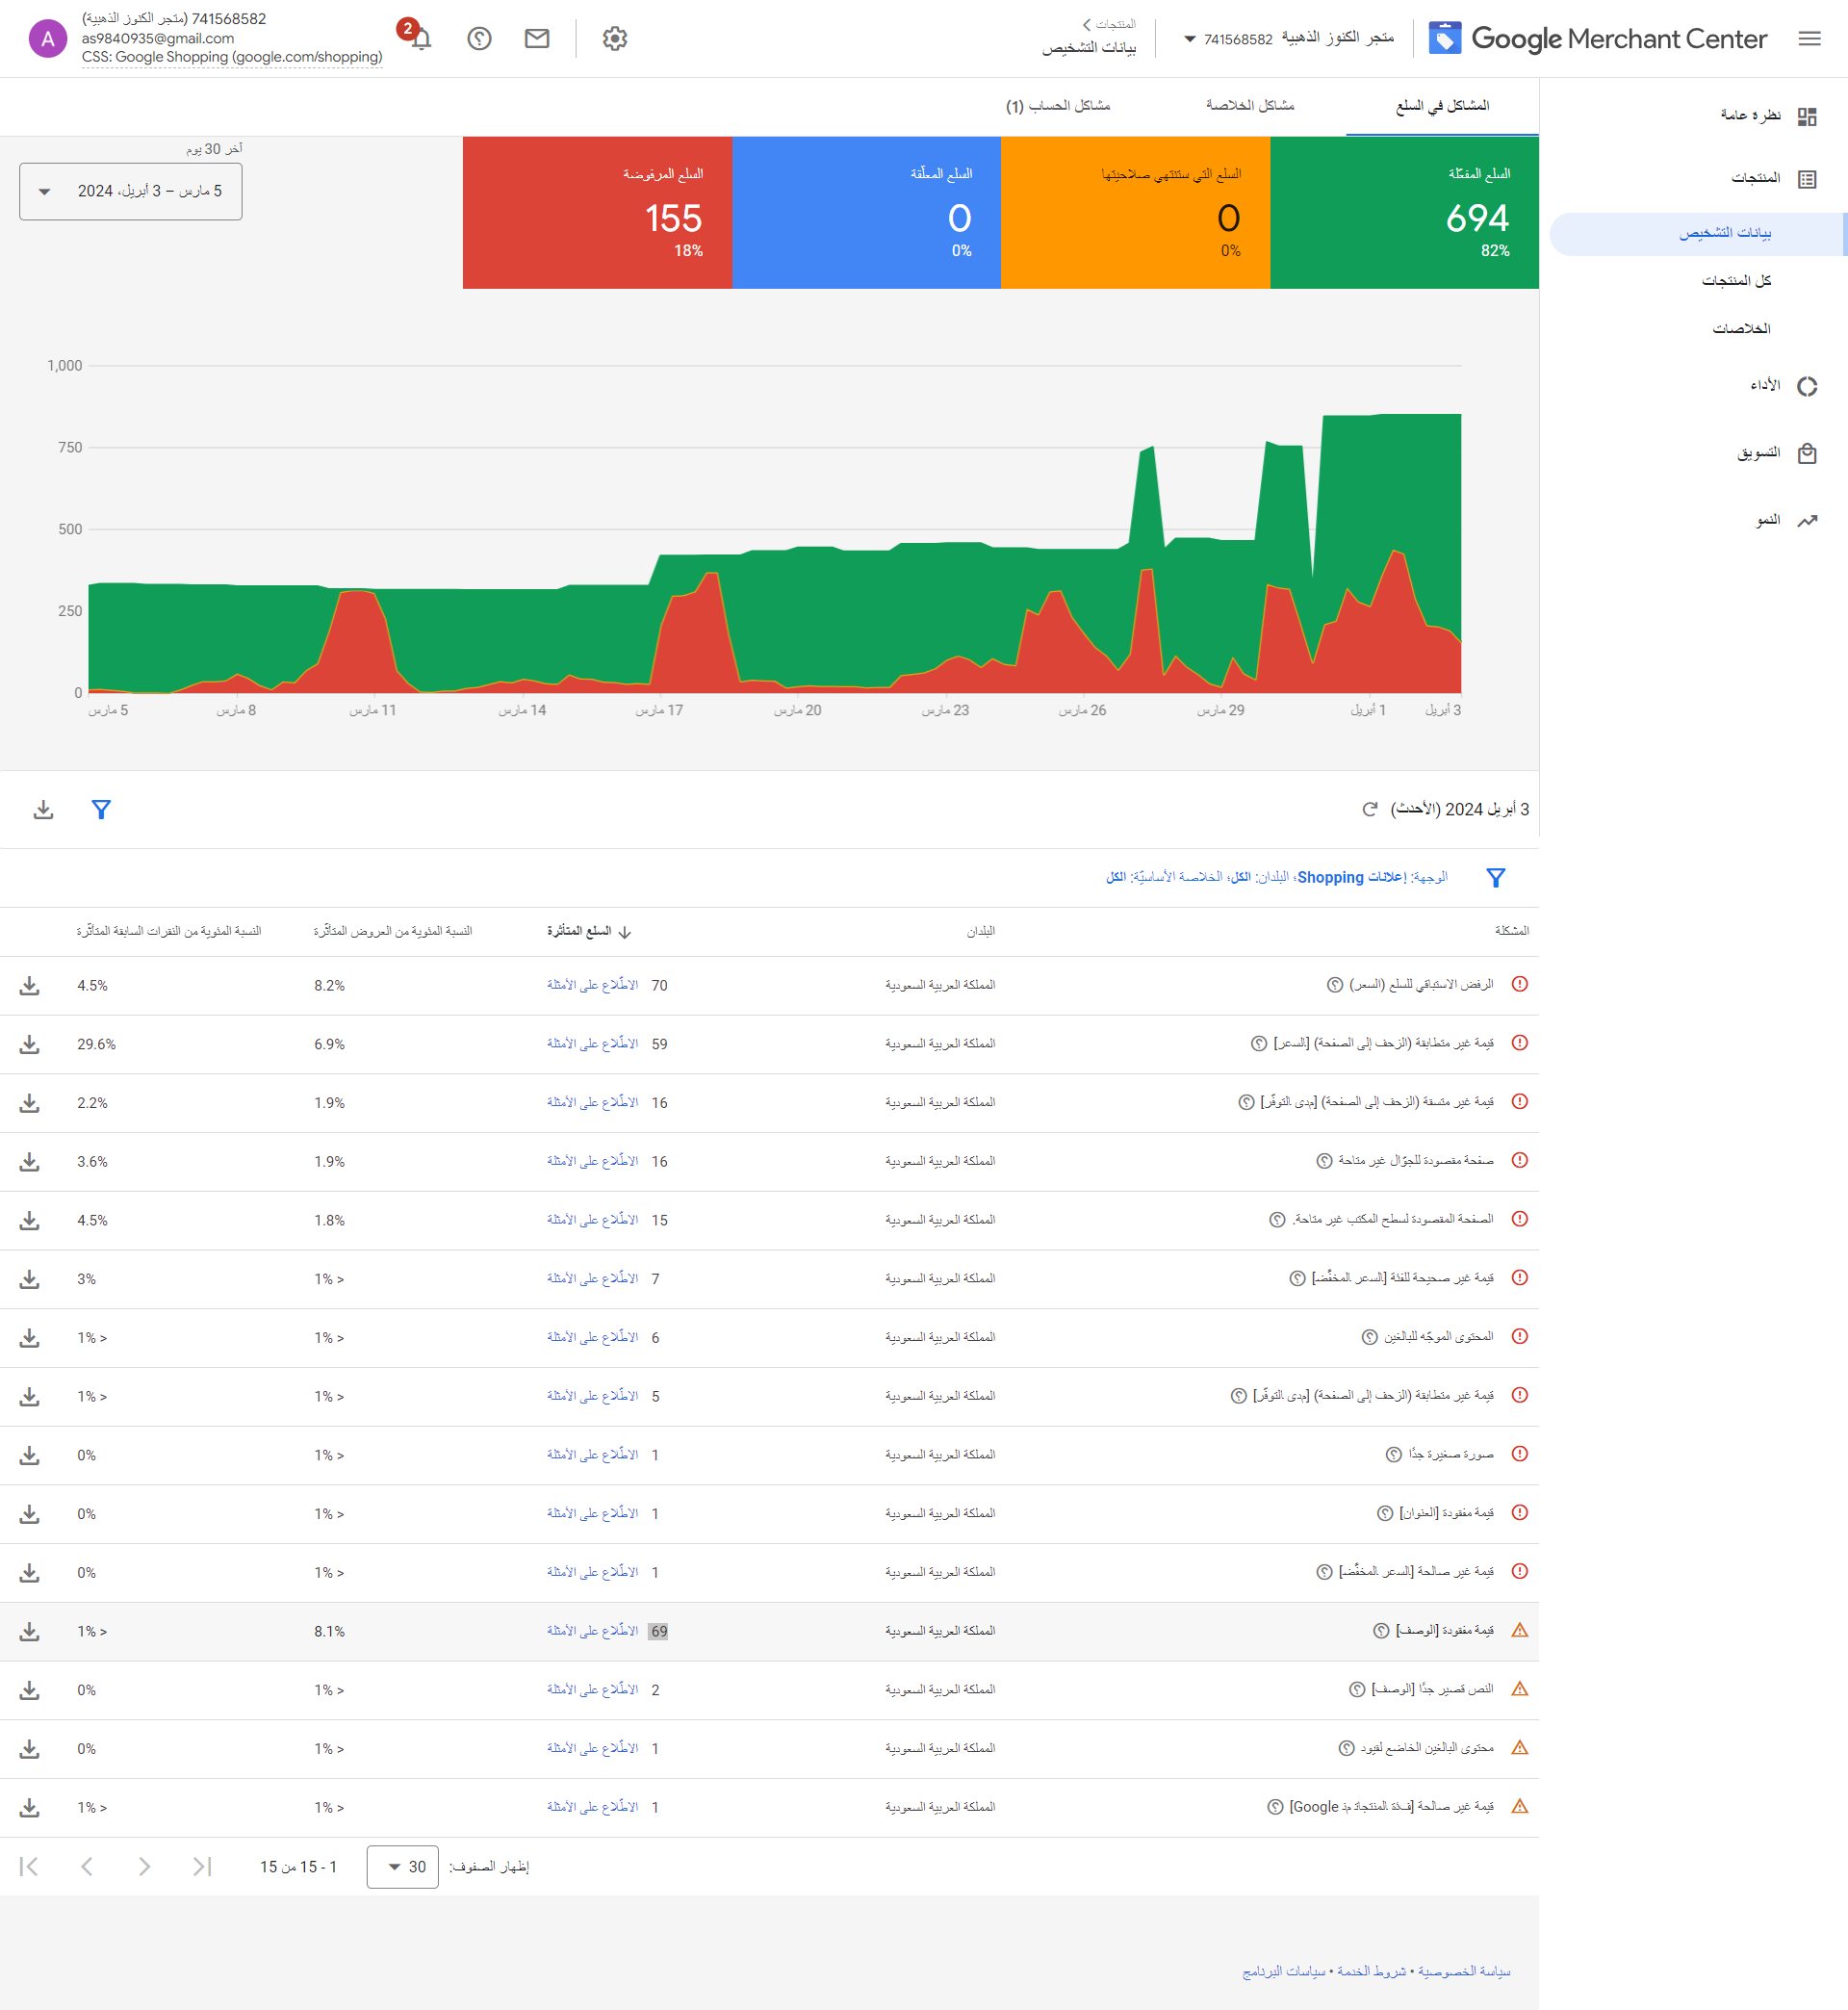 Google Merchant Center
متجر الكنوز الذهبية 741568582
المنتجات
بيانات التشخيص
2
741568582 (متجر الكنوز الذهبية)
as9840935@gmail.com
CSS: Google Shopping (google.com/shopping)
A
نظرة عامة
المنتجات
بيانات التشخيص
كل المنتجات
الخلاصات
الأداء
التسويق
النمو
المشاكل في السلع
مشاكل الخلاصة
مشاكل الحساب (1)
السلع المفعّلة
694
82%
السلع التي ستنتهي صلاحيتها
0
0%
السلع المعلّقة
0
0%
السلع المرفوضة
155
18%
آخر 30 يوم
5 مارس – 3 أبريل، 2024
1,000
750
500
250
0
5 مارس
8 مارس
11 مارس
14 مارس
17 مارس
20 مارس
23 مارس
26 مارس
29 مارس
1 أبريل
3 أبريل
3 أبريل 2024 (الأحدث)
الوجهة: إعلانات Shopping؛ البلدان: الكل؛ الخلاصة الأساسيّة: الكل
المشكلة البلدان السلع المتأثرة النسبة المئوية من العروض المتأثّرة النسبة المئوية من النقرات السابقة المتأثّرة
الرفض الاستباقي للسلع (السعر) المملكة العربية السعودية 70 الاطّلاع على الأمثلة 8.2% 4.5%
قيمة غير متطابقة (الزحف إلى الصفحة) [السعر] المملكة العربية السعودية 59 الاطّلاع على الأمثلة 6.9% 29.6%
قيمة غير متسقة (الزحف إلى الصفحة) [مدى التوفّر] المملكة العربية السعودية 16 الاطّلاع على الأمثلة 1.9% 2.2%
صفحة مقصودة للجوّال غير متاحة المملكة العربية السعودية 16 الاطّلاع على الأمثلة 1.9% 3.6%
الصفحة المقصودة لسطح المكتب غير متاحة. المملكة العربية السعودية 15 الاطّلاع على الأمثلة 1.8% 4.5%
قيمة غير صحيحة للفئة [السعر المخفَّض] المملكة العربية السعودية 7 الاطّلاع على الأمثلة < 1% 3%
المحتوى الموجّه للبالغين المملكة العربية السعودية 6 الاطّلاع على الأمثلة < 1% < 1%
قيمة غير متطابقة (الزحف إلى الصفحة) [مدى التوفّر] المملكة العربية السعودية 5 الاطّلاع على الأمثلة < 1% < 1%
صورة صغيرة جدًا المملكة العربية السعودية 1 الاطّلاع على الأمثلة < 1% 0%
قيمة مفقودة [العنوان] المملكة العربية السعودية 1 الاطّلاع على الأمثلة < 1% 0%
قيمة غير صالحة [السعر المخفَّض] المملكة العربية السعودية 1 الاطّلاع على الأمثلة < 1% 0%
قيمة مفقودة [الوصف] المملكة العربية السعودية 69 الاطّلاع على الأمثلة 8.1% < 1%
النص قصير جدًا [الوصف] المملكة العربية السعودية 2 الاطّلاع على الأمثلة < 1% 0%
محتوى البالغين الخاضع لقيود المملكة العربية السعودية 1 الاطّلاع على الأمثلة < 1% 0%
قيمة غير صالحة [فئة المنتجات من Google] المملكة العربية السعودية 1 الاطّلاع على الأمثلة < 1% < 1%
إظهار الصفوف: 30 1 - 15 من 15
سياسة الخصوصية • شروط الخدمة • سياسات البرنامج